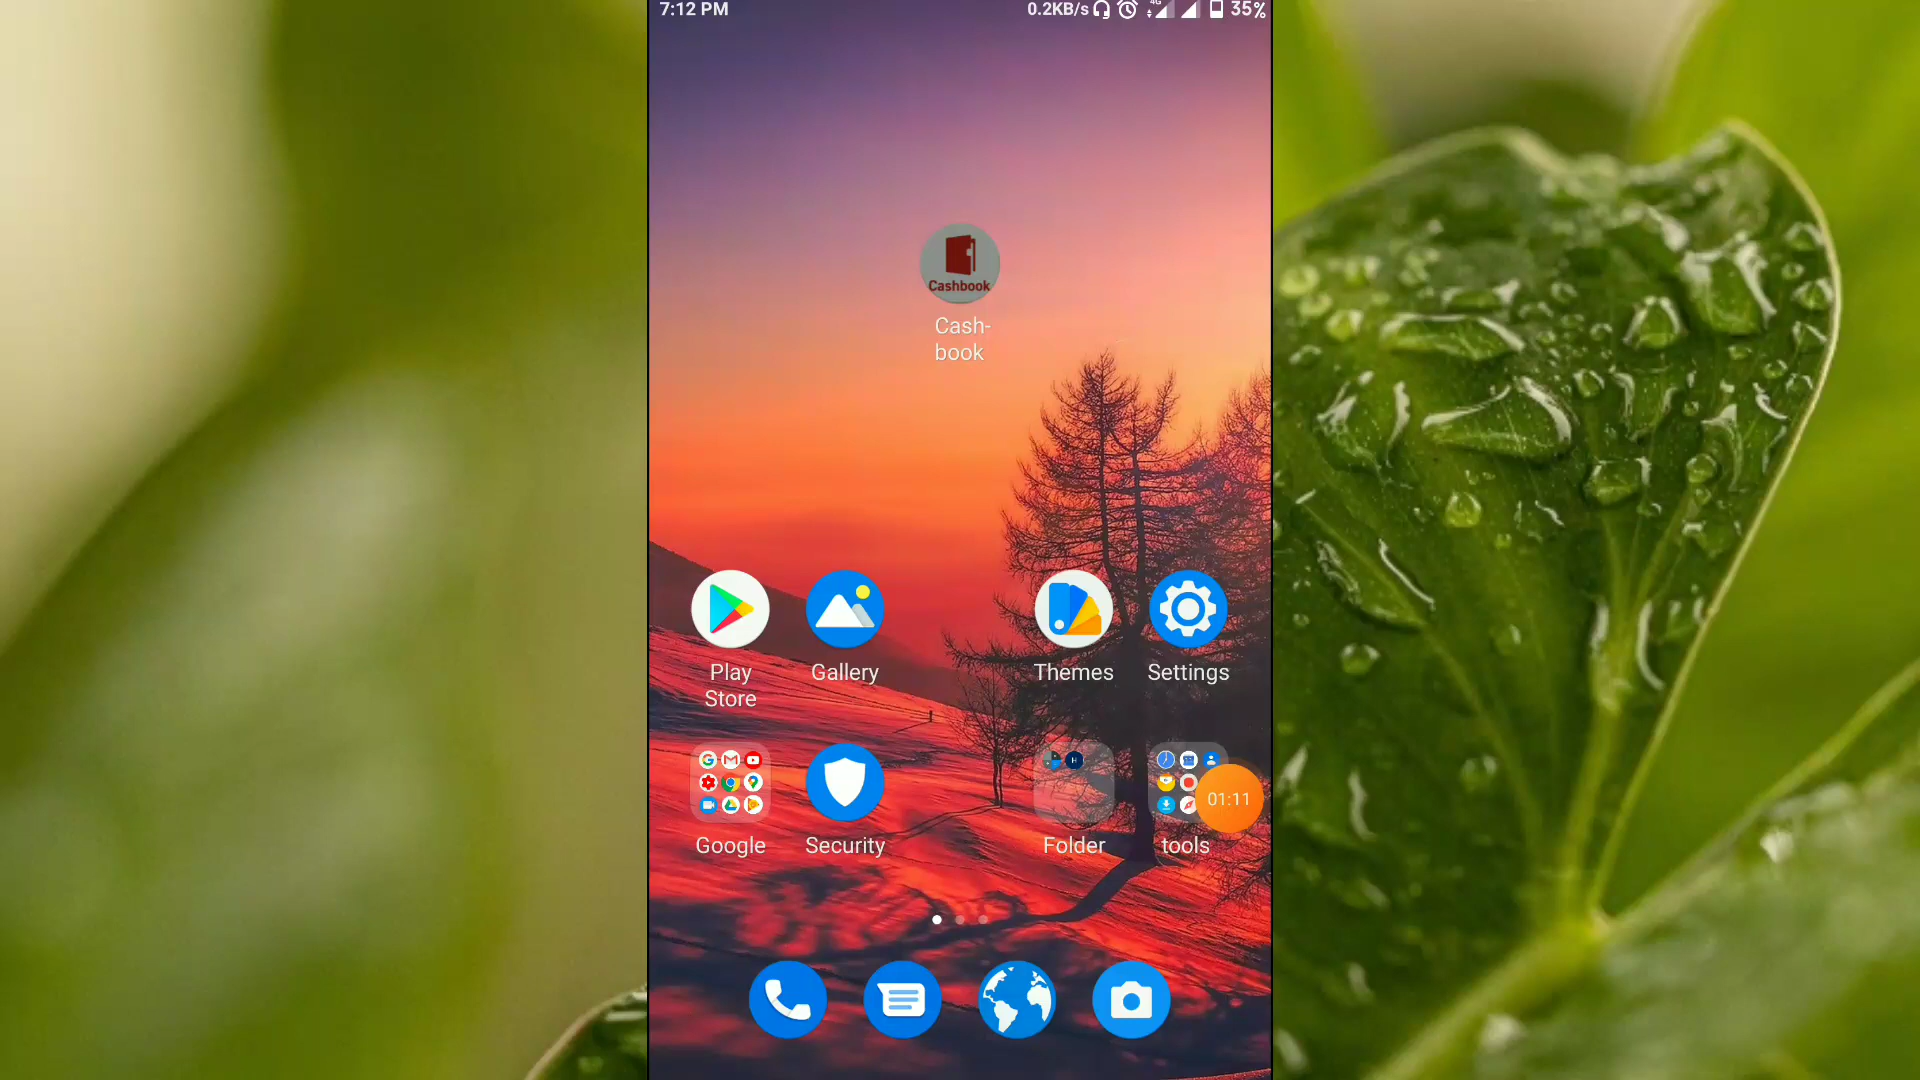 7:12 PM 0.2KB/s 4G 35%
Cashbook
Cash-
book
Play
Store
Gallery
Themes
Settings
Google
Security
Folder
tools
01:11